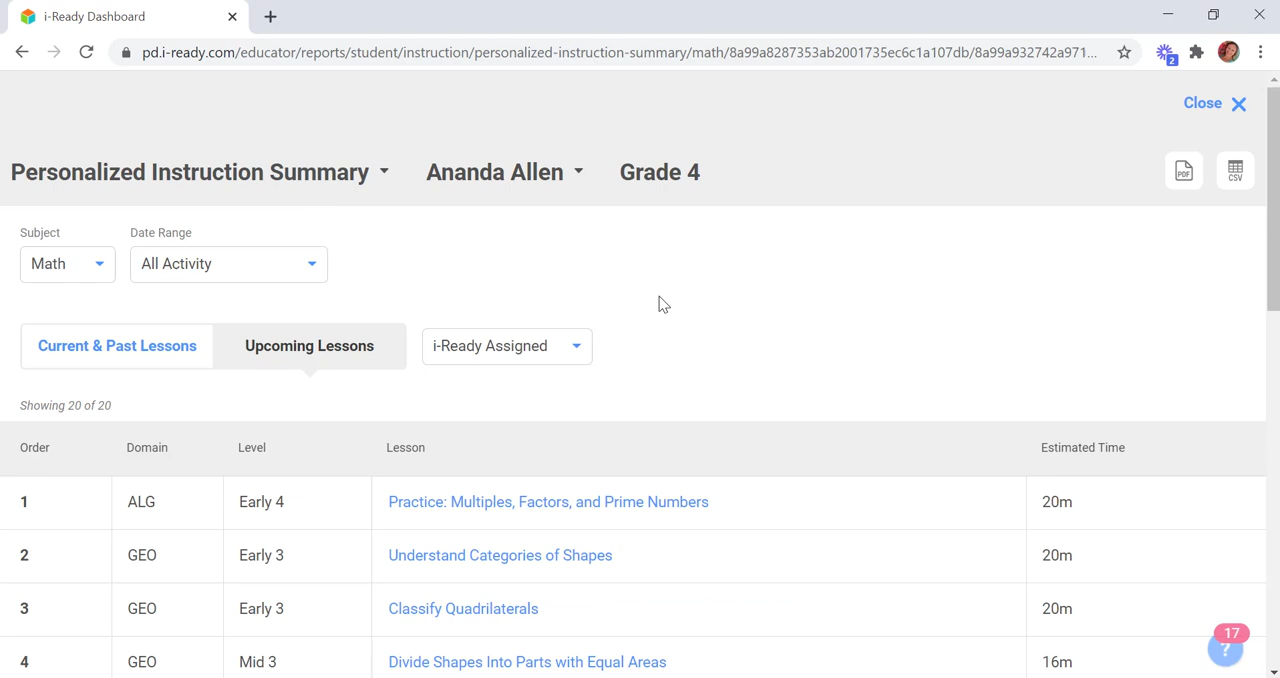 i-Ready Dashboard
pd.i-ready.com/educator/reports/student/instruction/personalized-instruction-summary/math/8a99a8287353ab2001735ec6c1a107db/8a99a932742a971...
2
Close
Personalized Instruction Summary Ananda Allen Grade 4
PDF CSV
Subject Date Range
Math All Activity
Current & Past Lessons Upcoming Lessons i-Ready Assigned
Showing 20 of 20
Order Domain Level Lesson Estimated Time
1 ALG Early 4 Practice: Multiples, Factors, and Prime Numbers 20m
2 GEO Early 3 Understand Categories of Shapes 20m
3 GEO Early 3 Classify Quadrilaterals 20m
17
?
4 GEO Mid 3 Divide Shapes Into Parts with Equal Areas 16m